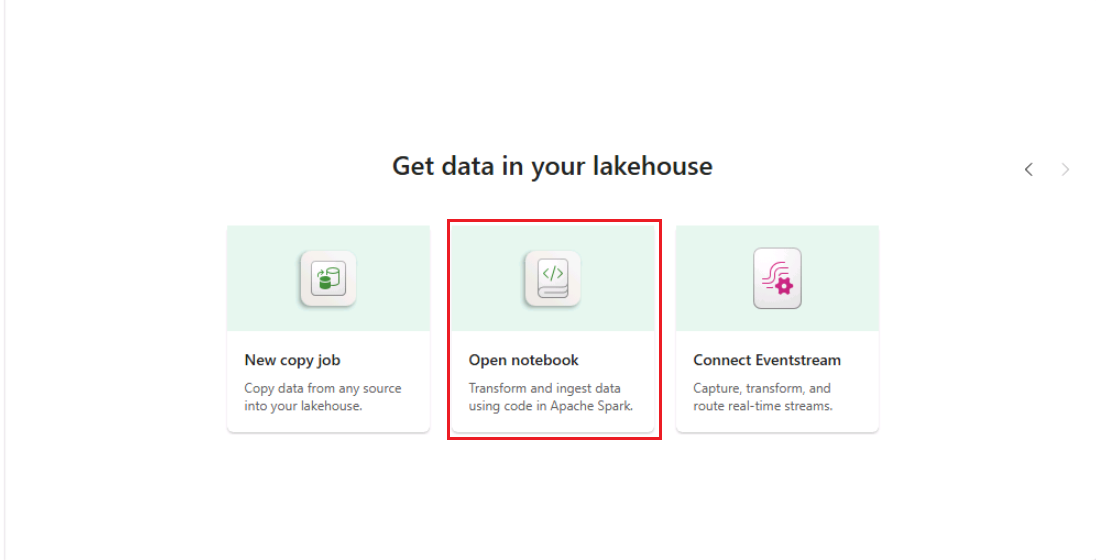 Get data in your lakehouse
New copy job
Copy data from any source
into your lakehouse.
Open notebook
Transform and ingest data
using code in Apache Spark.
Connect Eventstream
Capture, transform, and
route real-time streams.